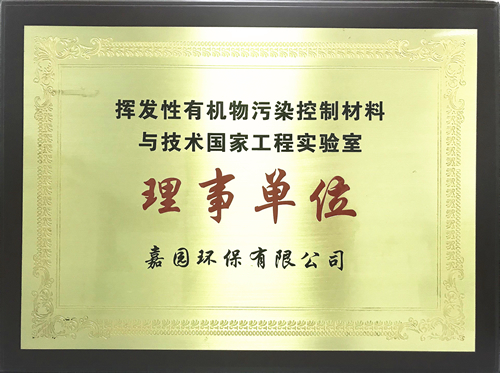 挥发性有机物污染控制材料
与技术国家工程实验室
理事单位
嘉园环保有限公司